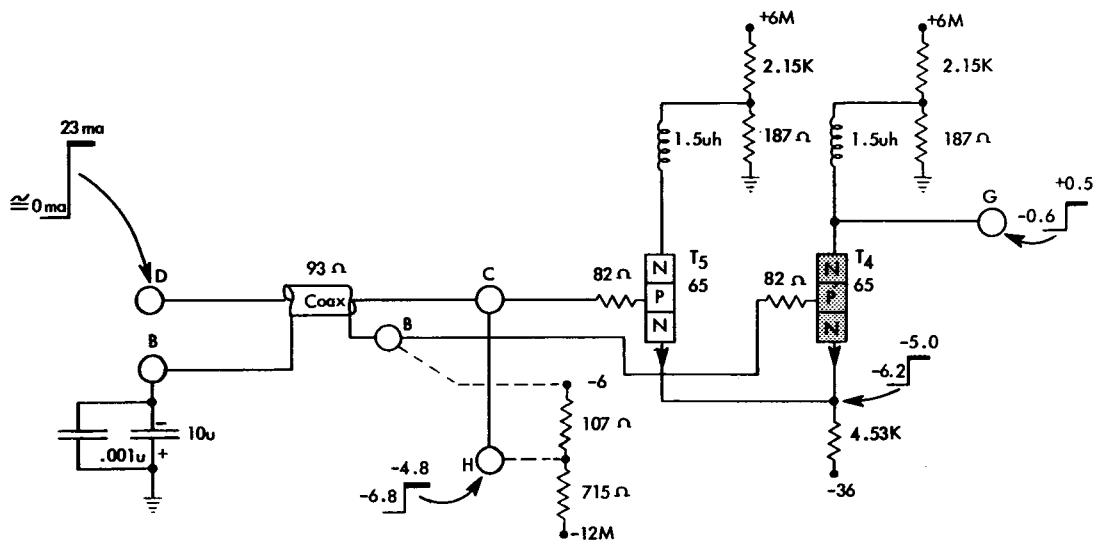 +6M
+6M
2.15K
2.15K
23 ma
1.5uh
187 Ω
1.5uh
187 Ω
+0.5
≅0 ma
G
-0.6
D
93 Ω
Coax
C
82 Ω
N
P
N
T5
65
82 Ω
N
P
N
T4
65
B
B
-5.0
-6.2
-6
107 Ω
4.53K
-
10u
.001u
+
-4.8
-6.8
H
715 Ω
-36
-12M